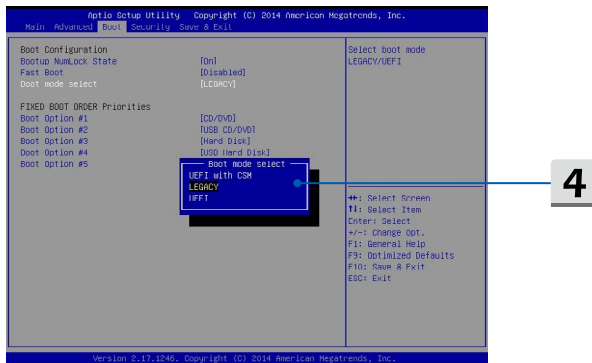 Aptio Setup Utility Copyright (C) 2014 American Megatrends, Inc.
Main Advanced Boot Security Save & Exit
Boot Configuration
Bootup NumLock State [On]
Fast Boot [Disabled]
Boot mode select [LEGACY]
FIXED BOOT ORDER Priorities
Boot Option #1 [CD/DVD]
Boot Option #2 [USB CD/DVD]
Boot Option #3 [Hard Disk]
Boot Option #4 [USB Hard Disk]
Boot Option #5
Boot mode select
UEFI with CSM
LEGACY
UEFI
Select boot mode
LEGACY/UEFI
4
→←: Select Screen
↑↓: Select Item
Enter: Select
+/-: Change Opt.
F1: General Help
F9: Optimized Defaults
F10: Save & Exit
ESC: Exit
Version 2.17.1246. Copyright (C) 2014 American Megatrends, Inc.